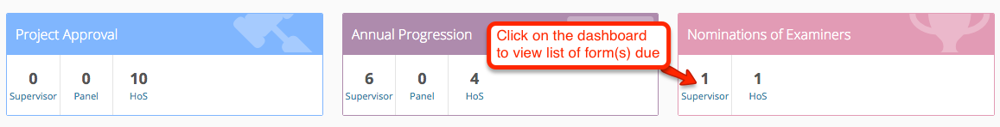 Project Approval
0 0 10
Supervisor Panel HoS
Annual Progression
6 0 4
Supervisor Panel HoS
Click on the dashboard
to view list of form(s) due
Nominations of Examiners
1 1
Supervisor HoS